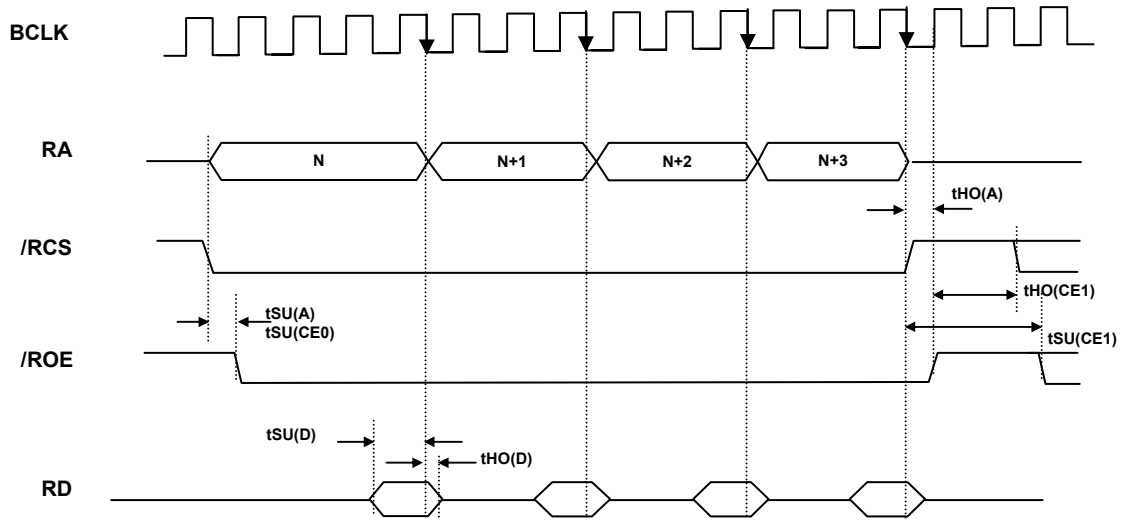 BCLK
RA
N
N+1
N+2
N+3
tHO(A)
/RCS
tHO(CE1)
tSU(A)
tSU(CE0)
tSU(CE1)
/ROE
tSU(D)
tHO(D)
RD